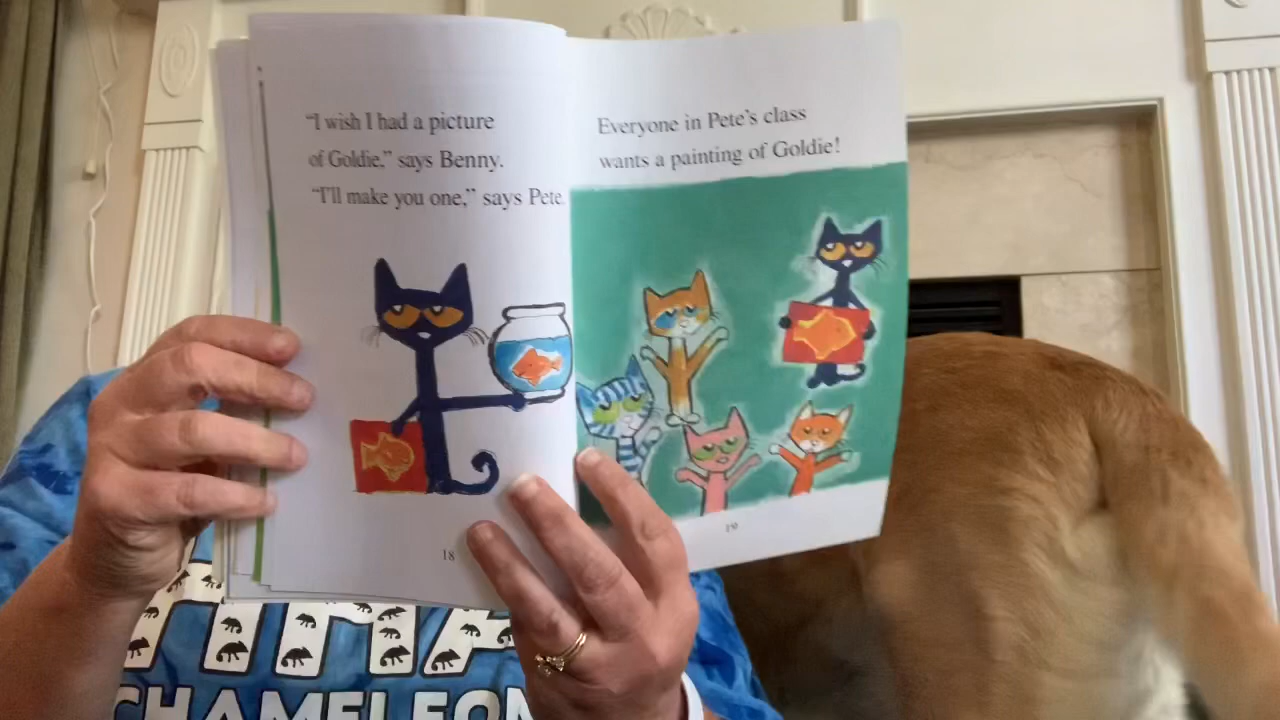 "I wish I had a picture
of Goldie," says Benny.
"I'll make you one," says Pete.
18
Everyone in Pete's class
wants a painting of Goldie!
19
CHAMELEON